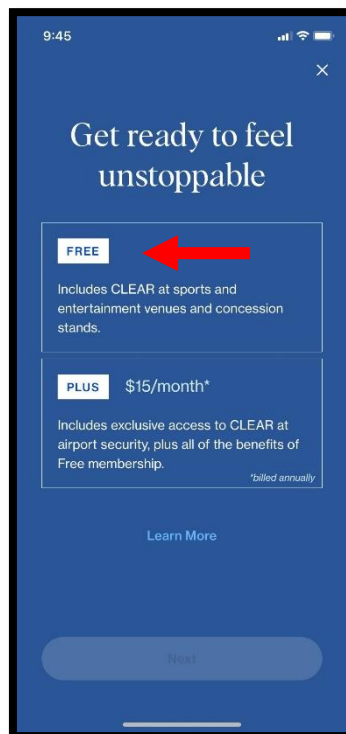 9:45
Get ready to feel
unstoppable
FREE
Includes CLEAR at sports and
entertainment venues and concession
stands.
PLUS $15/month*
Includes exclusive access to CLEAR at
airport security, plus all of the benefits of
Free membership.
*billed annually
Learn More
Next